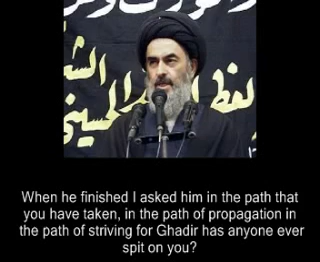 الحسيني
When he finished I asked him in the path that
you have taken, in the path of propagation in
the path of striving for Ghadir has anyone ever
spit on you?